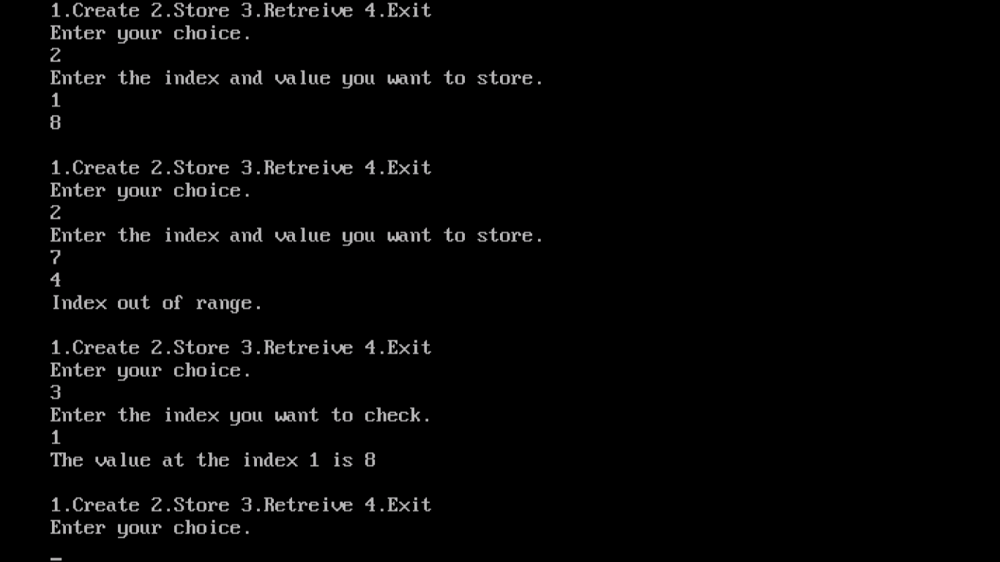 1.Create 2.Store 3.Retreive 4.Exit
Enter your choice.
2
Enter the index and value you want to store.
1
8
1.Create 2.Store 3.Retreive 4.Exit
Enter your choice.
2
Enter the index and value you want to store.
7
4
Index out of range.
1.Create 2.Store 3.Retreive 4.Exit
Enter your choice.
3
Enter the index you want to check.
1
The value at the index 1 is 8
1.Create 2.Store 3.Retreive 4.Exit
Enter your choice.
_